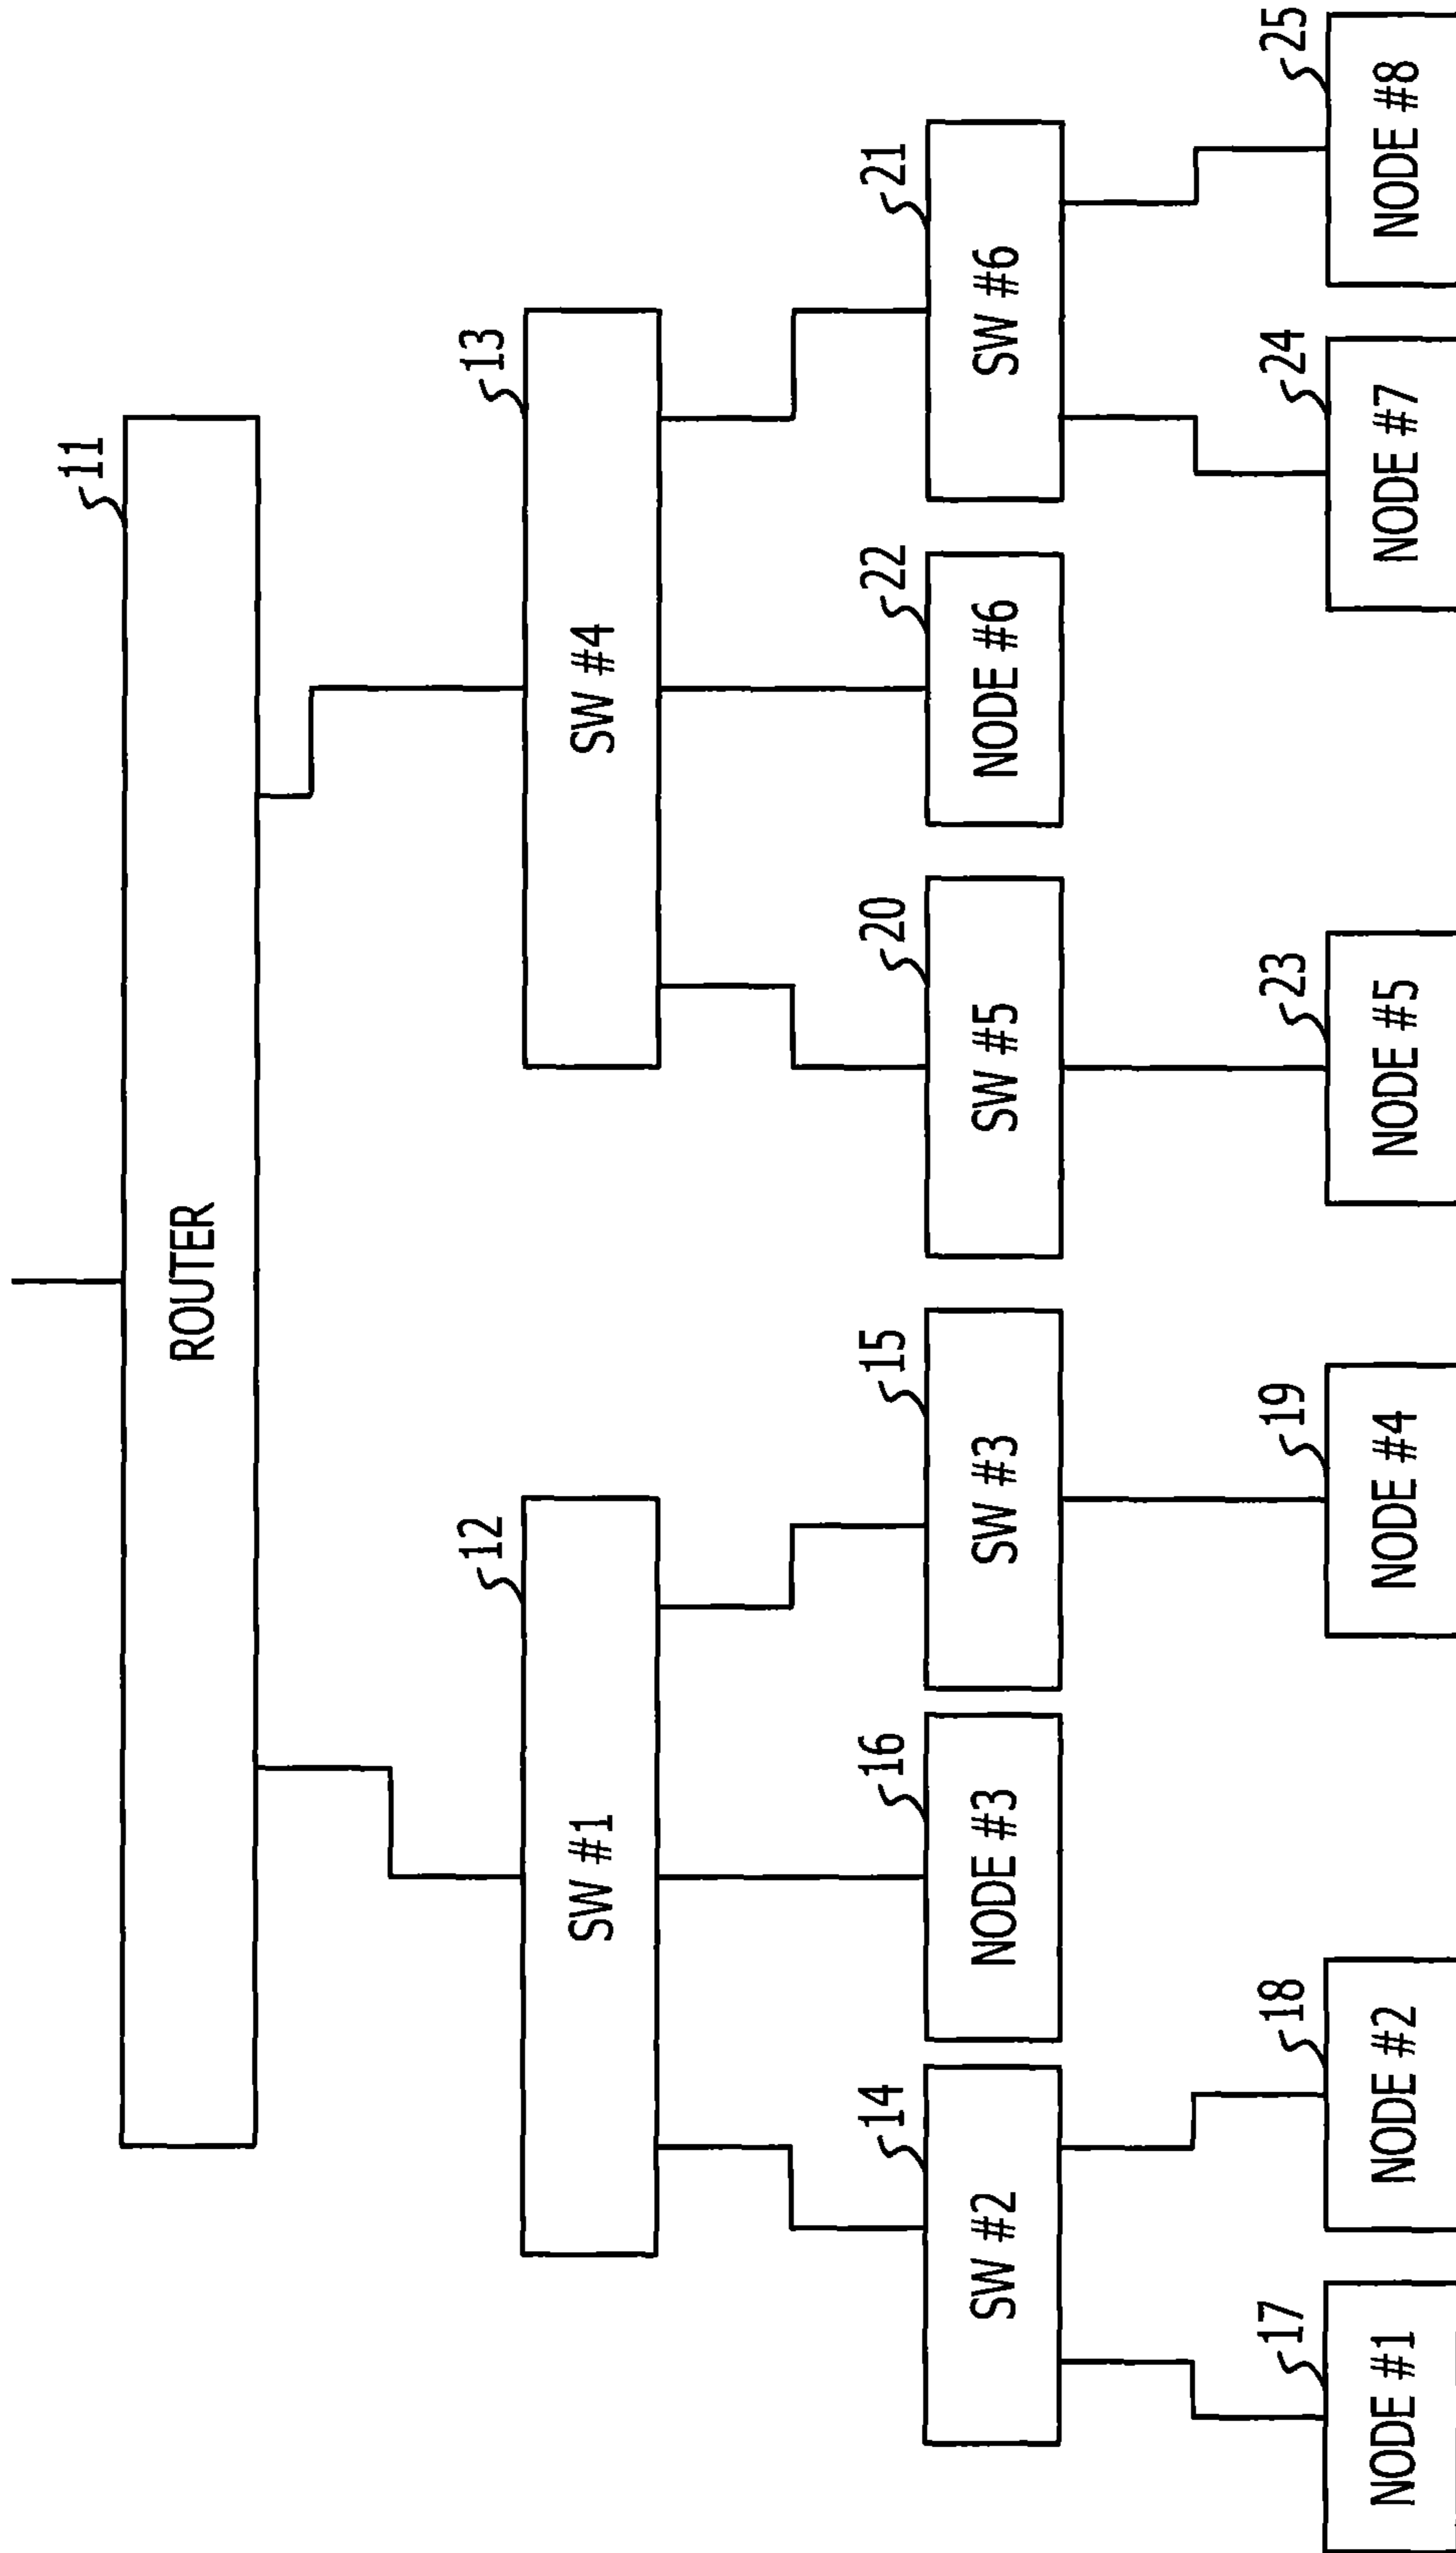 11
ROUTER
12
SW #1
13
SW #4
14
SW #2
16
NODE #3
15
SW #3
20
SW #5
22
NODE #6
21
SW #6
17
NODE #1
18
NODE #2
19
NODE #4
23
NODE #5
24
NODE #7
25
NODE #8